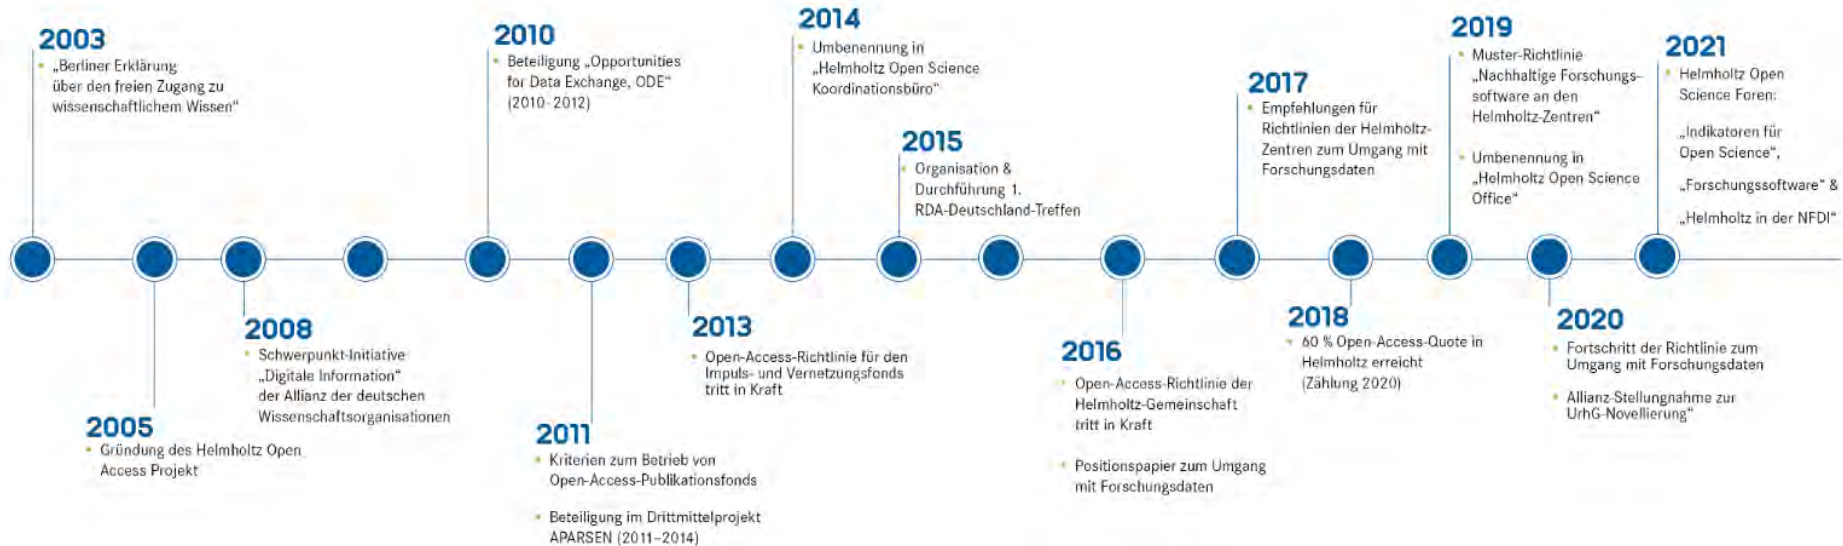 2003
„Berliner Erklärung
über den freien Zugang zu
wissenschaftlichem Wissen“
2005
Gründung des Helmholtz Open
Access Projekt
2008
Schwerpunkt-Initiative
„Digitale Information“
der Allianz der deutschen
Wissenschaftsorganisationen
2010
Beteiligung „Opportunities
for Data Exchange, ODE“
(2010-2012)
2011
Kriterien zum Betrieb von
Open-Access-Publikationsfonds
Beteiligung im Drittmittelprojekt
APARSEN (2011–2014)
2013
Open-Access-Richtlinie für den
Impuls- und Vernetzungsfonds
tritt in Kraft
2014
Umbenennung in
„Helmholtz Open Science
Koordinationsbüro“
2015
Organisation &
Durchführung 1.
RDA-Deutschland-Treffen
2016
Open-Access-Richtlinie der
Helmholtz-Gemeinschaft
tritt in Kraft
Positionspapier zum Umgang
mit Forschungsdaten
2017
Empfehlungen für
Richtlinien der Helmholtz-
Zentren zum Umgang mit
Forschungsdaten
2018
60 % Open-Access-Quote in
Helmholtz erreicht
(Zählung 2020)
2019
Muster-Richtlinie
„Nachhaltige Forschungs-
software an den
Helmholtz-Zentren“
Umbenennung in
„Helmholtz Open Science
Office“
2020
Fortschritt der Richtlinie zum
Umgang mit Forschungsdaten
Allianz-Stellungnahme zur
UrhG-Novellierung“
2021
Helmholtz Open
Science Foren:
„Indikatoren für
Open Science“,
„Forschungssoftware“ &
„Helmholtz in der NFDI“